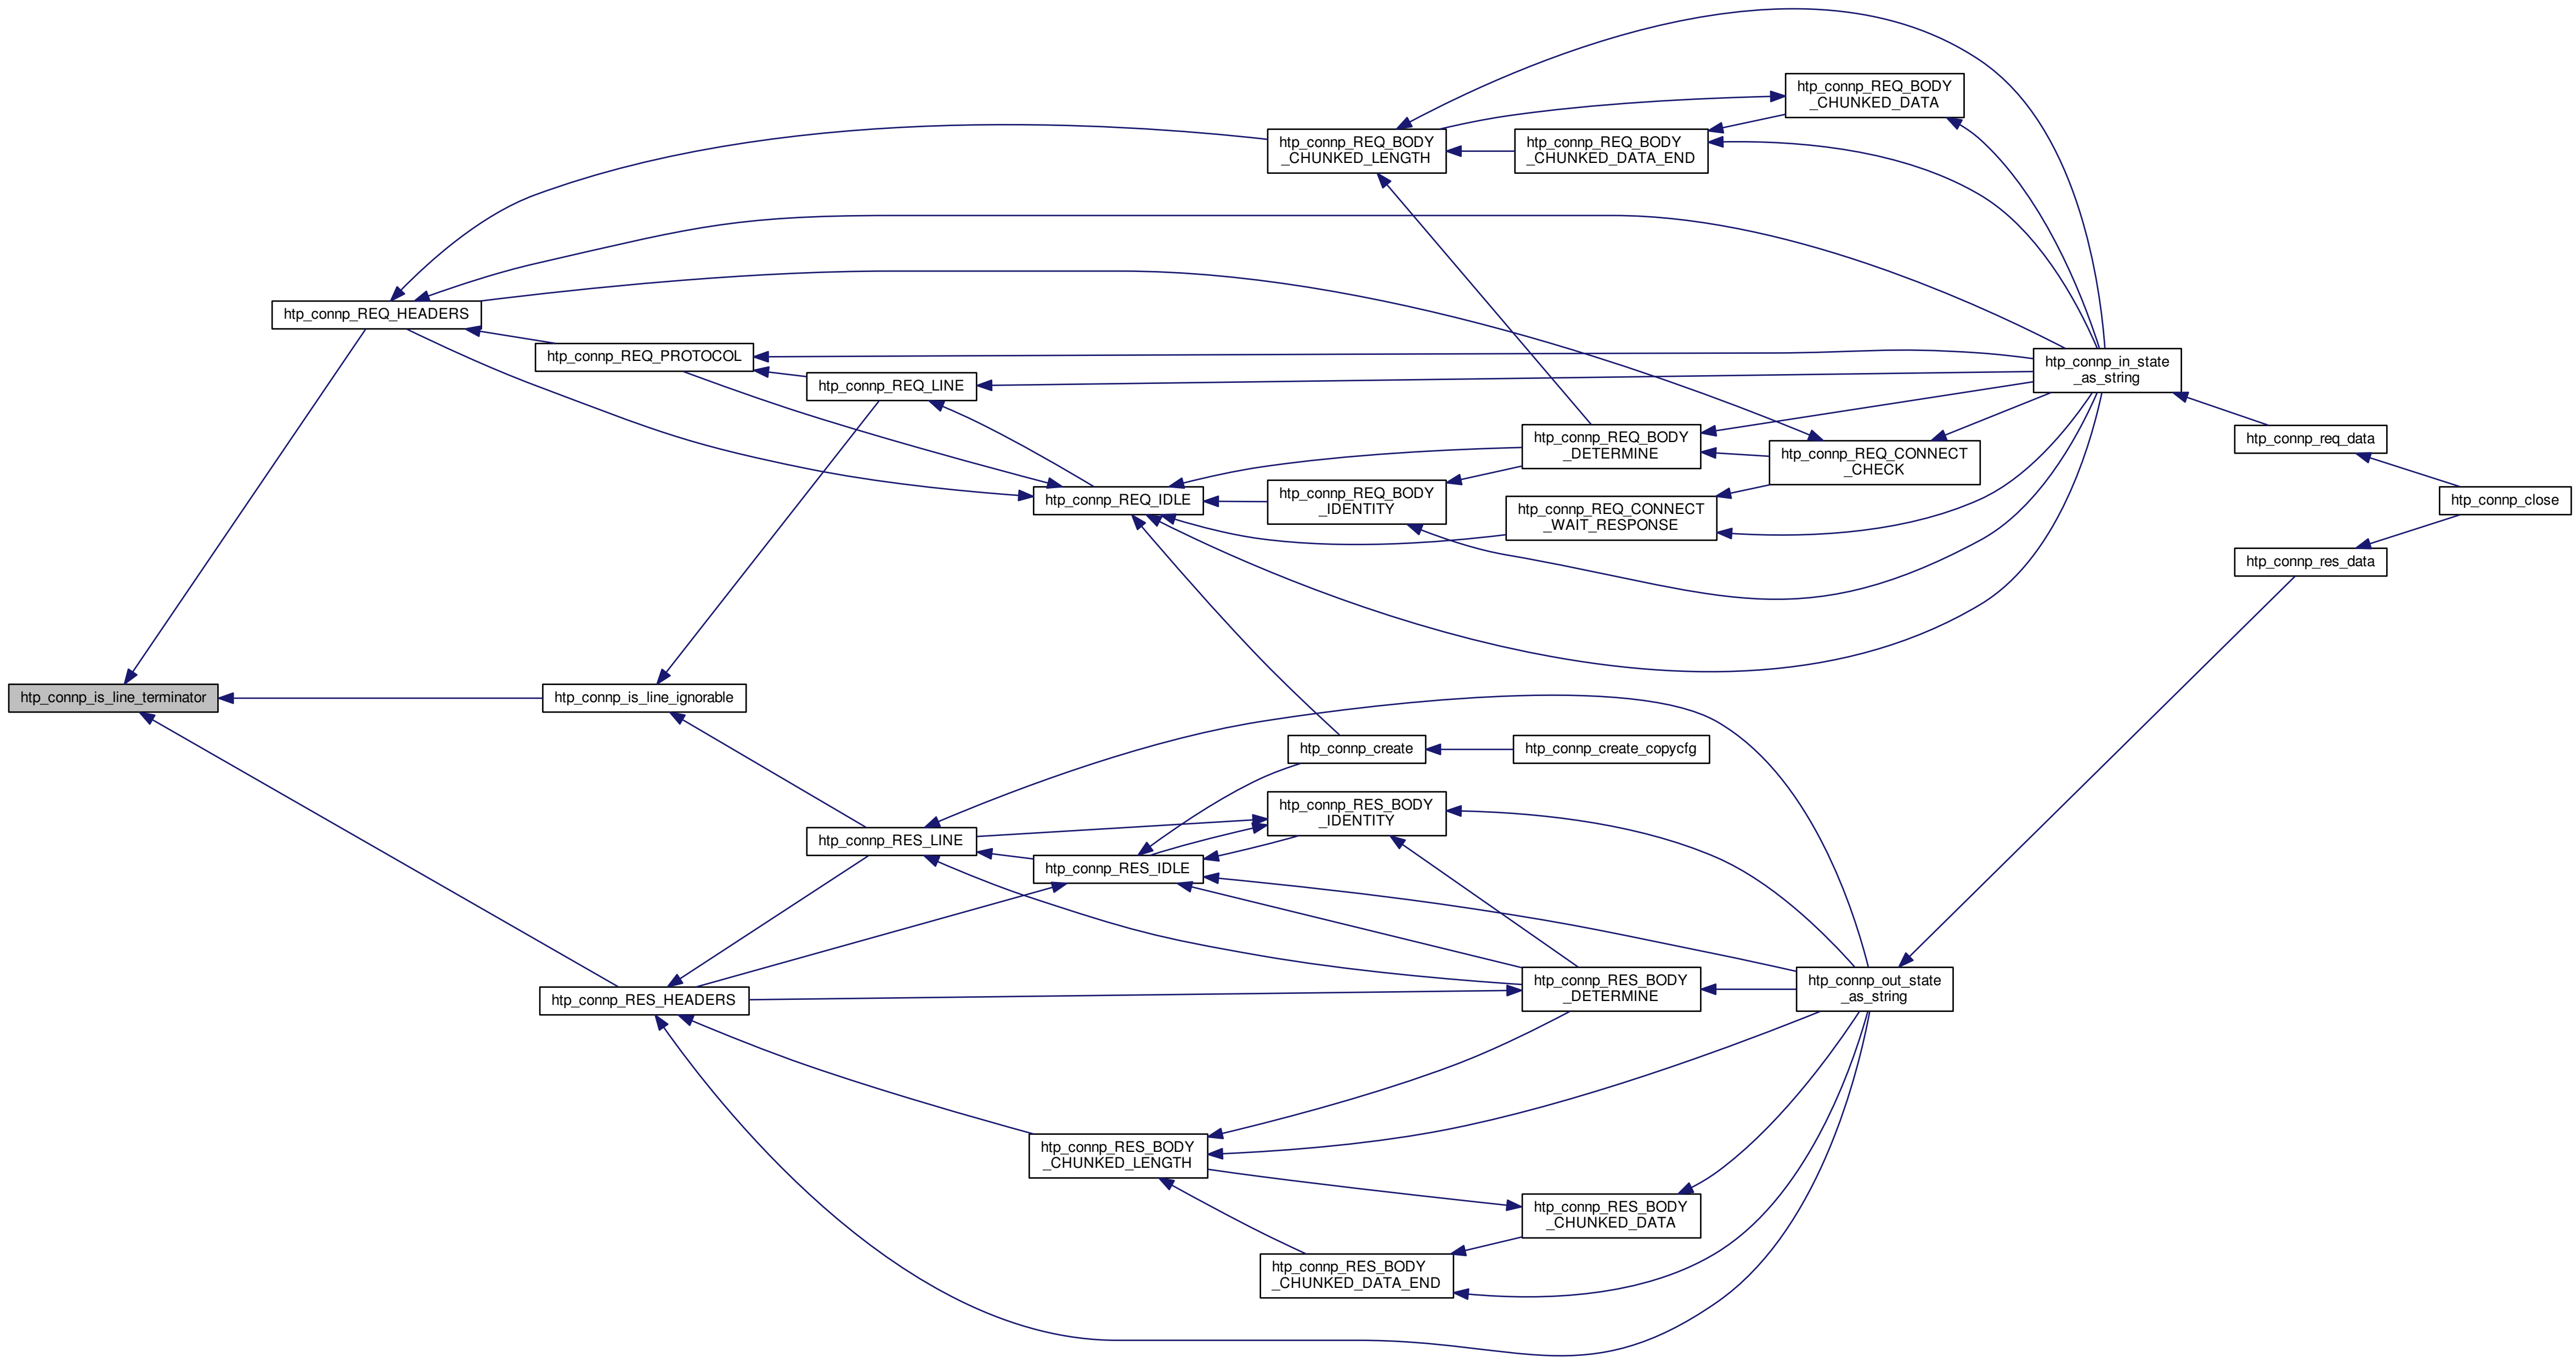 htp_connp_REQ_BODY
_CHUNKED_DATA
htp_connp_REQ_BODY
_CHUNKED_LENGTH
htp_connp_REQ_BODY
_CHUNKED_DATA_END
htp_connp_REQ_HEADERS
htp_connp_REQ_PROTOCOL
htp_connp_REQ_LINE
htp_connp_in_state
_as_string
htp_connp_req_data
htp_connp_REQ_BODY
_DETERMINE
htp_connp_REQ_CONNECT
_CHECK
htp_connp_REQ_IDLE
htp_connp_REQ_BODY
_IDENTITY
htp_connp_REQ_CONNECT
_WAIT_RESPONSE
htp_connp_close
htp_connp_res_data
htp_connp_is_line_terminator
htp_connp_is_line_ignorable
htp_connp_create
htp_connp_create_copycfg
htp_connp_RES_BODY
_IDENTITY
htp_connp_RES_LINE
htp_connp_RES_IDLE
htp_connp_RES_HEADERS
htp_connp_RES_BODY
_DETERMINE
htp_connp_out_state
_as_string
htp_connp_RES_BODY
_CHUNKED_LENGTH
htp_connp_RES_BODY
_CHUNKED_DATA
htp_connp_RES_BODY
_CHUNKED_DATA_END